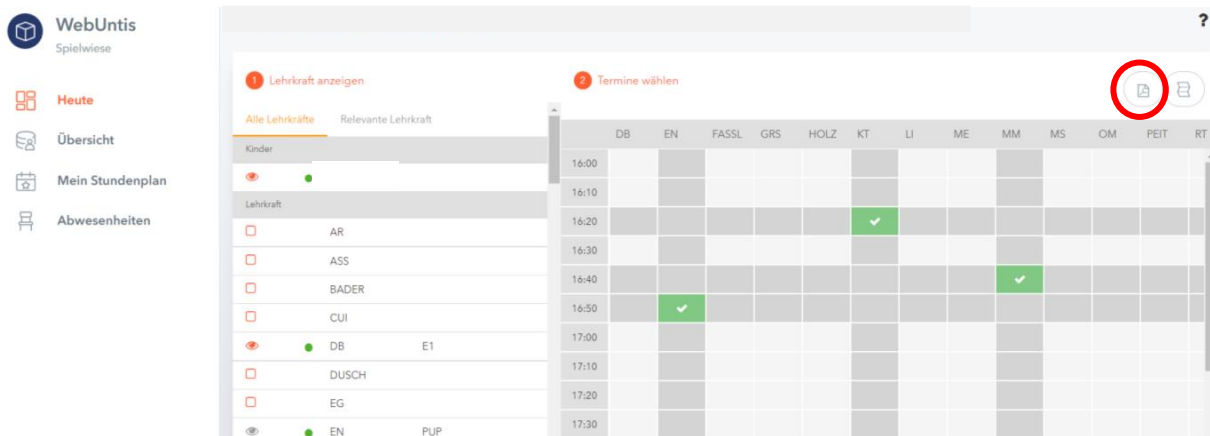 WebUntis
Spielwiese
?
Heute
Übersicht
Mein Stundenplan
Abwesenheiten
1 Lehrkraft anzeigen
Alle Lehrkräfte Relevante Lehrkraft
Kinder
Lehrkraft
AR
ASS
BADER
CUI
DB E1
DUSCH
EG
EN PUP
2 Termine wählen
DB EN FASSL GRS HOLZ KT LI ME MM MS OM PEIT RT
16:00
16:10
16:20
16:30
16:40
16:50
17:00
17:10
17:20
17:30